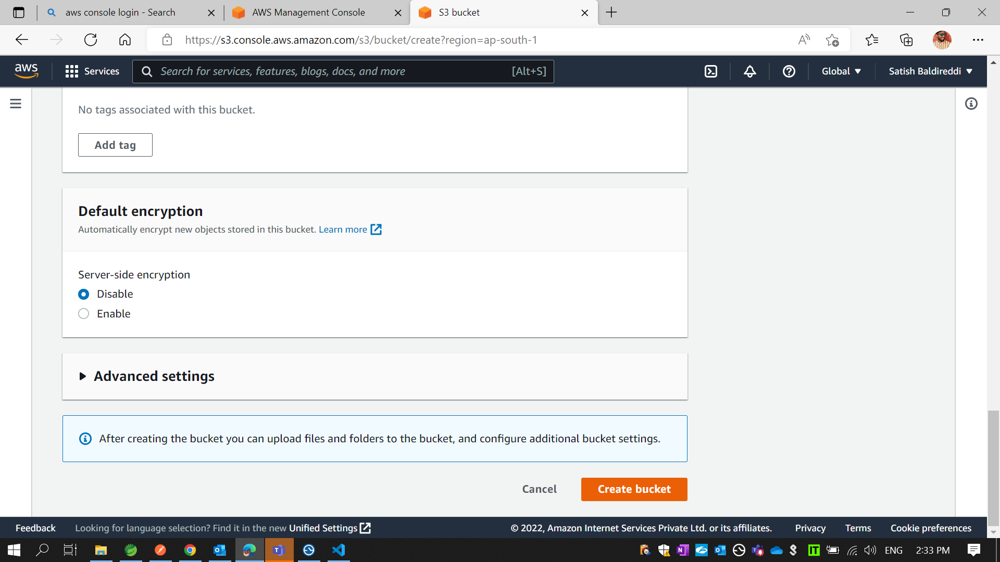 aws console login - Search
AWS Management Console
S3 bucket
https://s3.console.aws.amazon.com/s3/bucket/create?region=ap-south-1
aws
Services
Search for services, features, blogs, docs, and more
[Alt+S]
Global
Satish Baldireddi
No tags associated with this bucket.
Add tag
Default encryption
Automatically encrypt new objects stored in this bucket. Learn more
Server-side encryption
Disable
Enable
Advanced settings
After creating the bucket you can upload files and folders to the bucket, and configure additional bucket settings.
Cancel
Create bucket
Feedback
Looking for language selection? Find it in the new Unified Settings
© 2022, Amazon Internet Services Private Ltd. or its affiliates.
Privacy
Terms
Cookie preferences
ENG
2:33 PM